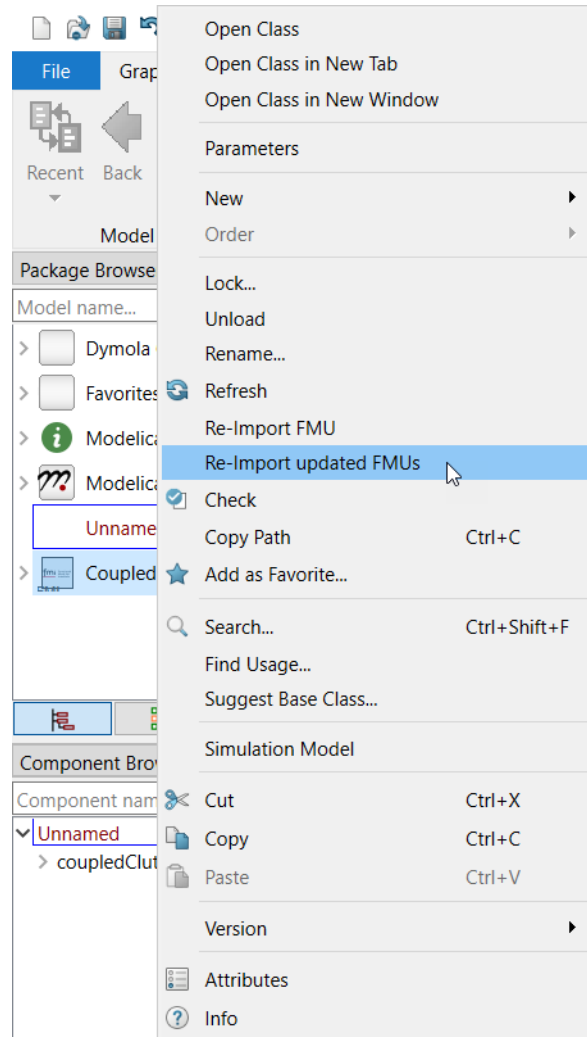 File
Grap
Recent
Back
Model
Package Browse
Model name...
Dymola
Favorites
Modelica
Modelica
Unname
Coupled
Component Brow
Component nam
Unnamed
coupledClut
Open Class
Open Class in New Tab
Open Class in New Window
Parameters
New
Order
Lock...
Unload
Rename...
Refresh
Re-Import FMU
Re-Import updated FMUs
Check
Copy Path Ctrl+C
Add as Favorite...
Search... Ctrl+Shift+F
Find Usage...
Suggest Base Class...
Simulation Model
Cut Ctrl+X
Copy Ctrl+C
Paste Ctrl+V
Version
Attributes
Info